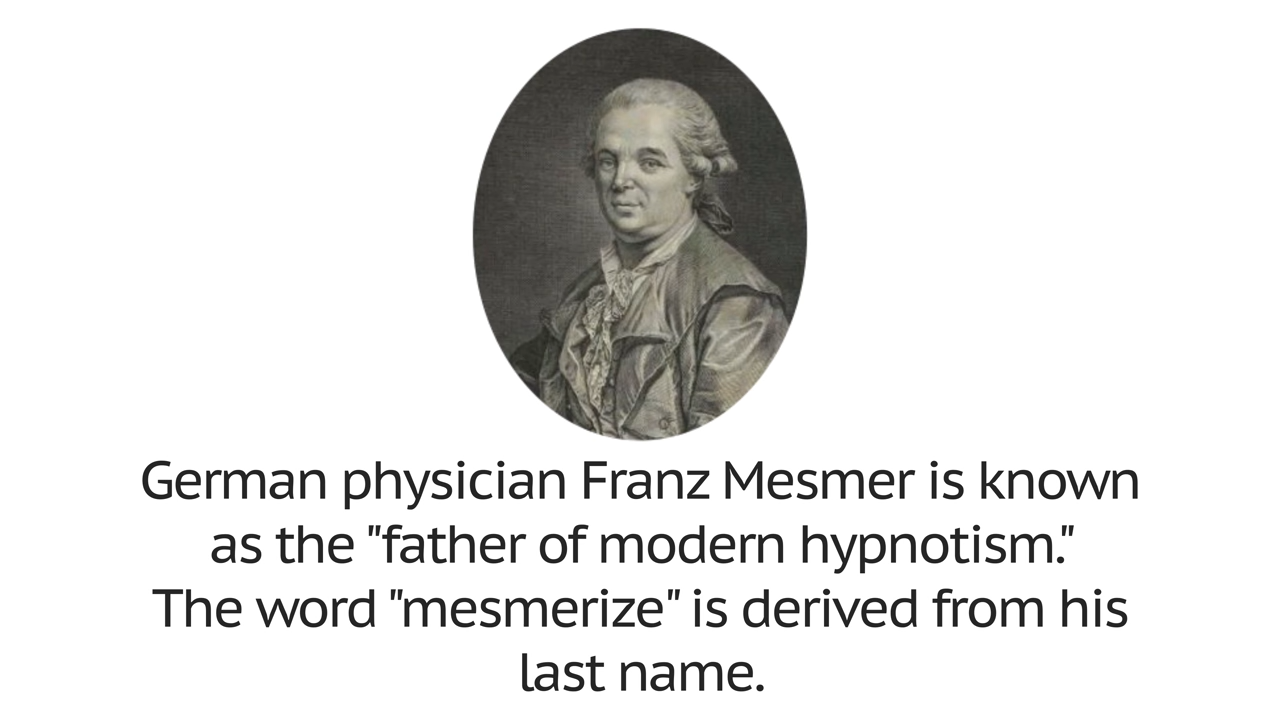 German physician Franz Mesmer is known
as the "father of modern hypnotism."
The word "mesmerize" is derived from his
last name.